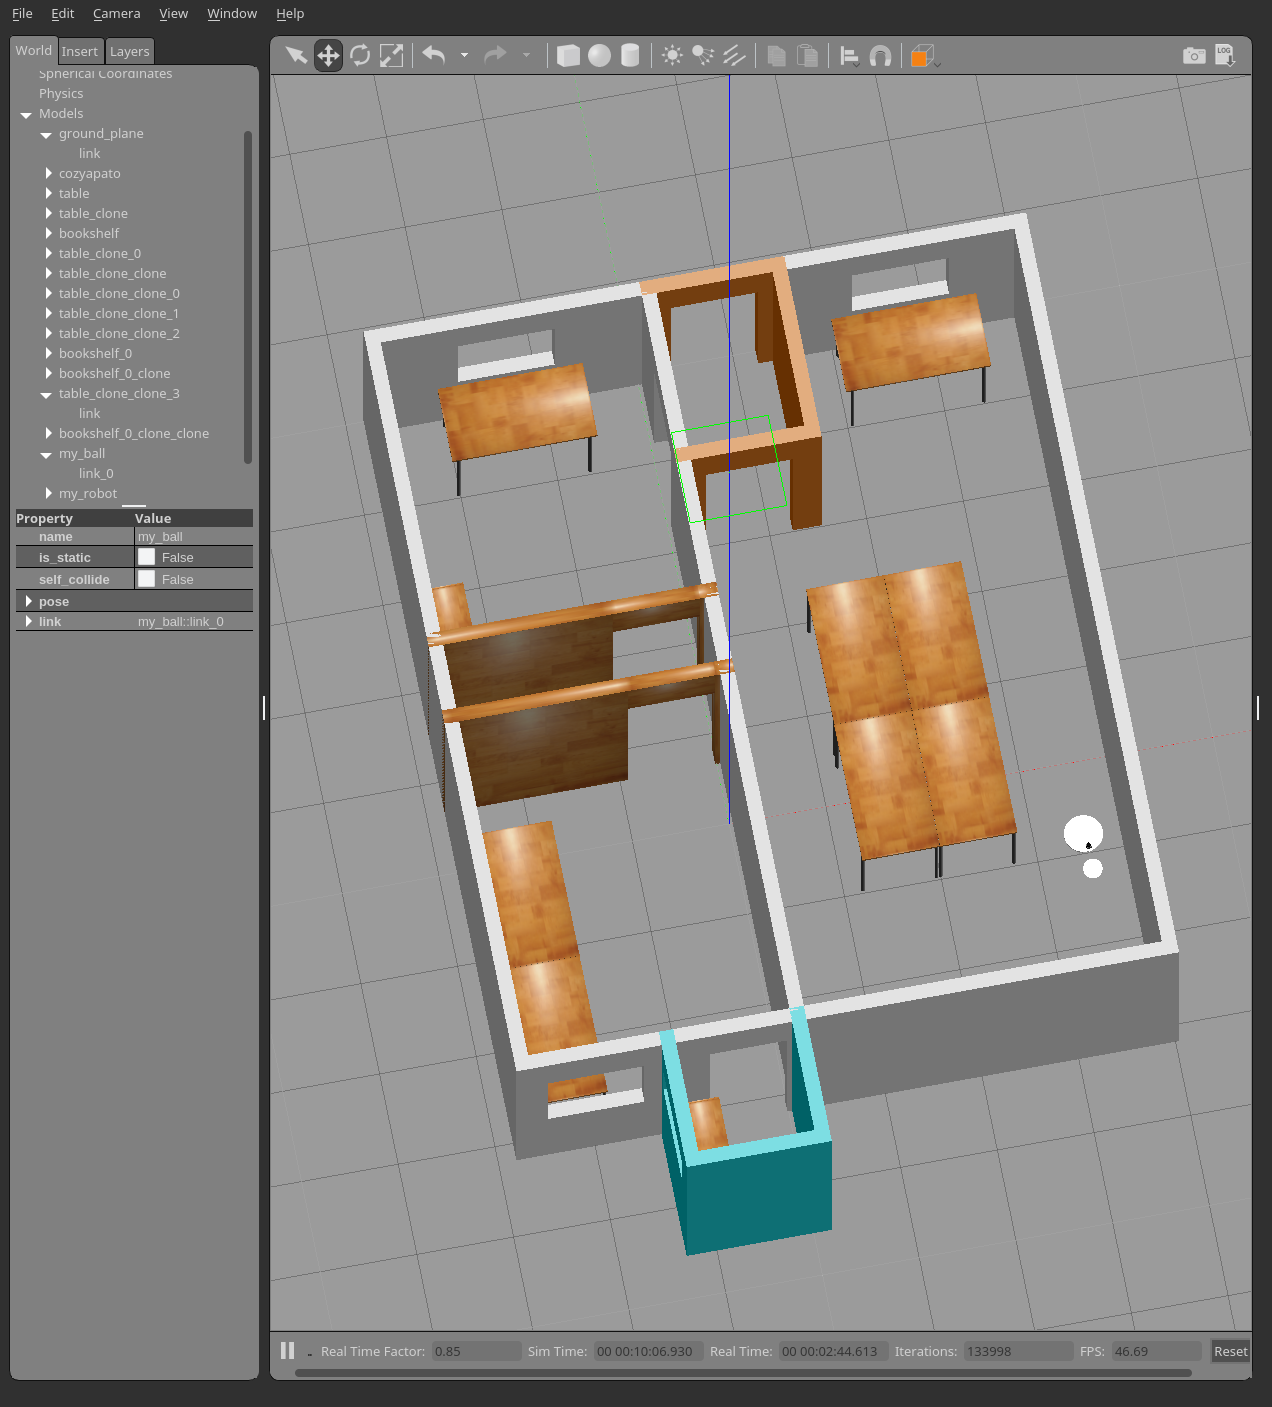 File Edit Camera View Window Help
World Insert Layers
LOG
Spherical Coordinates
Physics
Models
ground_plane
link
cozyapato
table
table_clone
bookshelf
table_clone_0
table_clone_clone
table_clone_clone_0
table_clone_clone_1
table_clone_clone_2
bookshelf_0
bookshelf_0_clone
table_clone_clone_3
link
bookshelf_0_clone_clone
my_ball
link_0
my_robot
Property Value
name my_ball
is_static False
self_collide False
pose
link my_ball::link_0
Real Time Factor: 0.85 Sim Time: 00 00:10:06.930 Real Time: 00 00:02:44.613 Iterations: 133998 FPS: 46.69 Reset